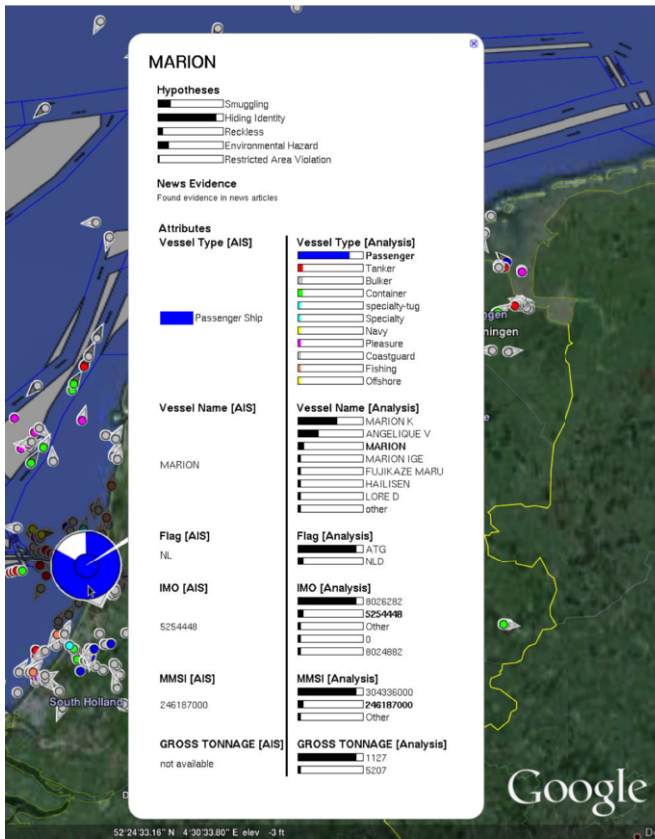 MARION
Hypotheses
Smuggling
Hiding Identity
Reckless
Environmental Hazard
Restricted Area Violation
News Evidence
Found evidence in news articles
Attributes
Vessel Type [AIS]
Passenger Ship
Vessel Type [Analysis]
Passenger
Tanker
Bulker
Container
specialty-tug
Specialty
Navy
Pleasure
Coastguard
Fishing
Offshore
Vessel Name [AIS]
MARION
Vessel Name [Analysis]
MARION K
ANGELIQUE V
MARION
MARION IGE
FUJIKAZE MARU
HAILISEN
LORE D
other
Flag [AIS]
NL
Flag [Analysis]
ATG
NLD
IMO [AIS]
5254448
IMO [Analysis]
8026282
5254448
Other
0
8024882
MMSI [AIS]
246187000
MMSI [Analysis]
304336000
246187000
Other
GROSS TONNAGE [AIS]
not available
GROSS TONNAGE [Analysis]
1127
5207
South Holland
Google
52°24'33.16" N 4°30'33.80" E elev -3 ft